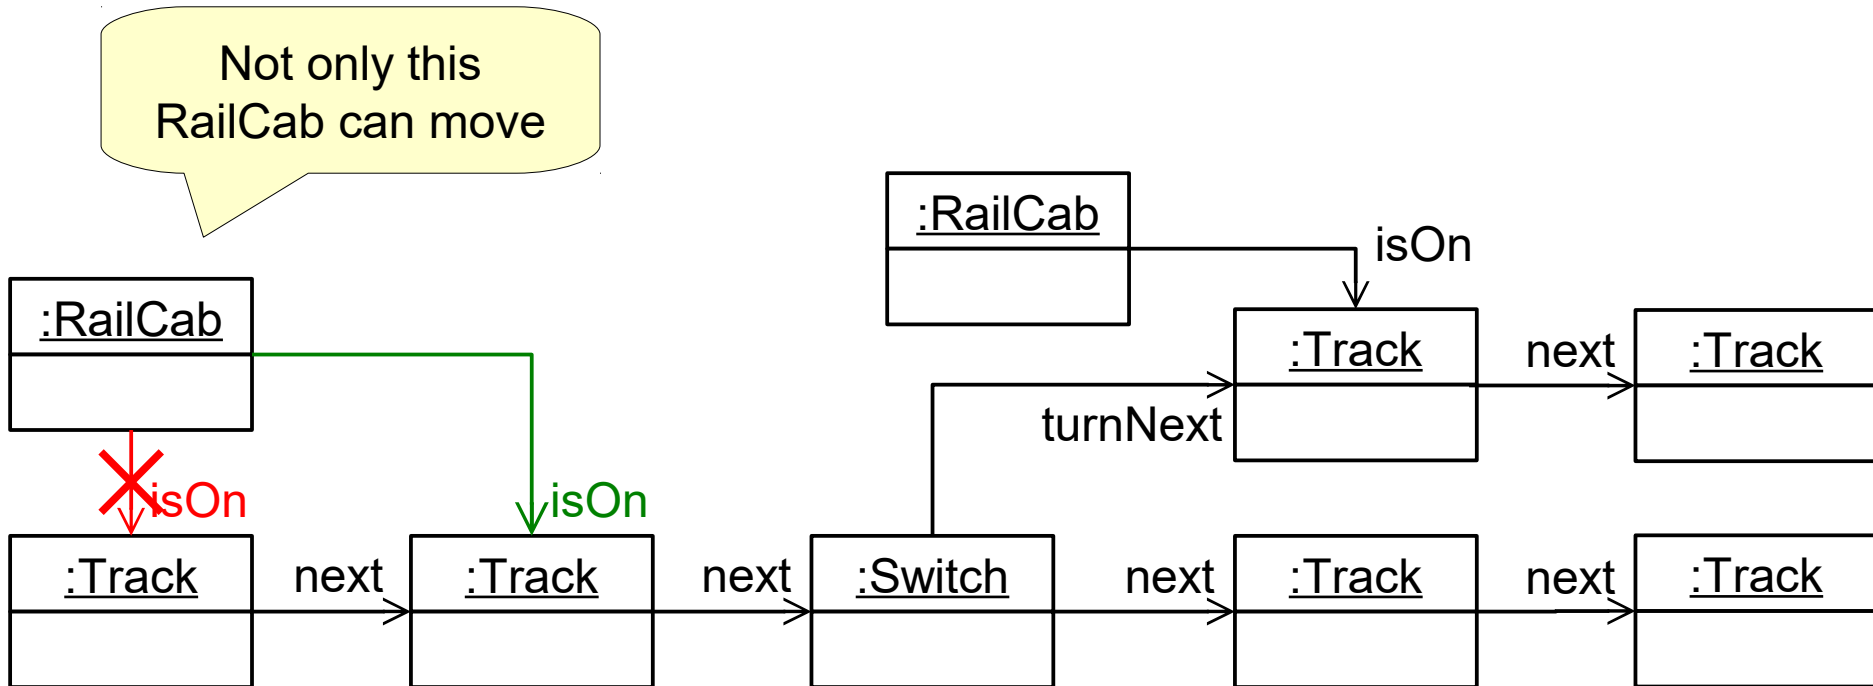 Not only this
RailCab can move
:RailCab
isOn
:RailCab
:Track
next
:Track
turnNext
isOn
isOn
:Track
next
:Track
next
:Switch
next
:Track
next
:Track